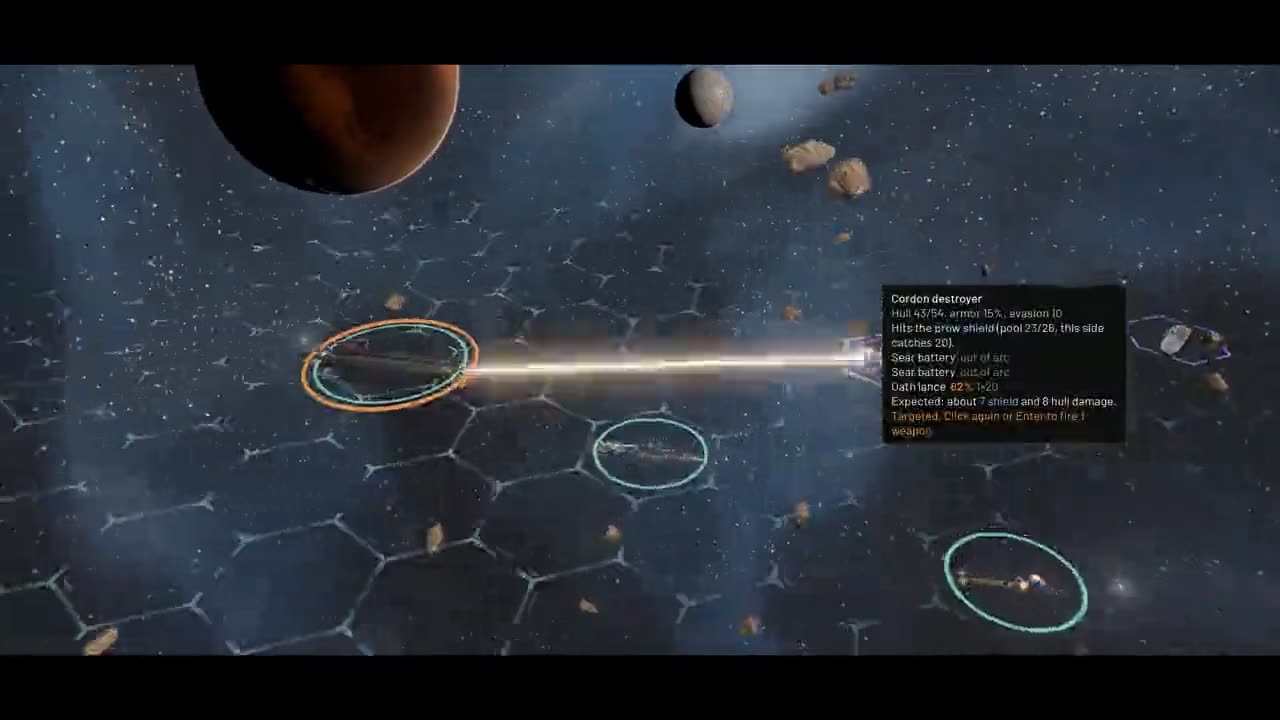 Cordon destroyer
Hull 43/54, armor 15%, evasion 10
Hits the prow shield (pool 23/26, this side
catches 20).
Sear battery out of arc
Sear battery out of arc
Oath lance 82% 1×20
Expected: about 7 shield and 8 hull damage.
Targeted. Click again or Enter to fire 1
weapon.